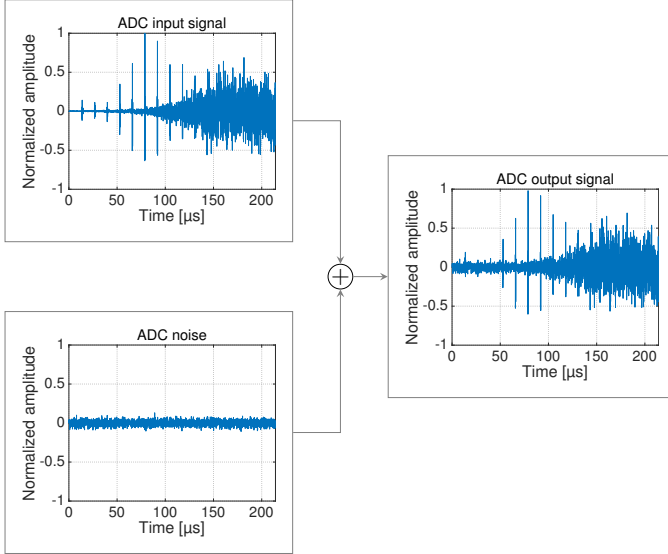 ADC input signal
Normalized amplitude
1
0.5
0
-0.5
-1
0 50 100 150 200
Time [µs]
ADC output signal
Normalized amplitude
1
0.5
0
-0.5
-1
0 50 100 150 200
Time [µs]
ADC noise
Normalized amplitude
1
0.5
0
-0.5
-1
0 50 100 150 200
Time [µs]